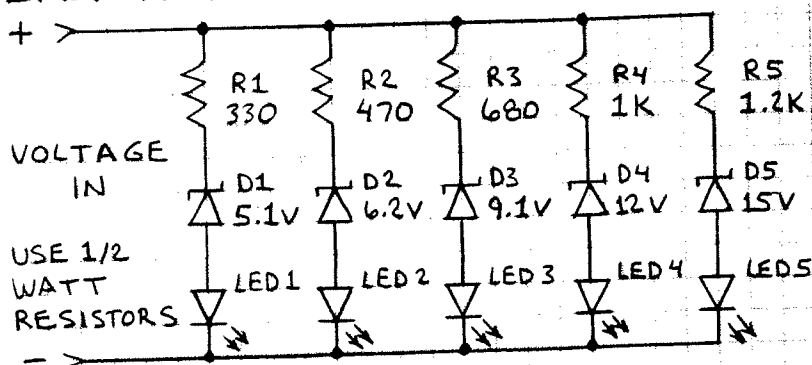 +
R1 R2 R3 R4 R5
330 470 680 1K 1.2K
VOLTAGE
IN
D1 D2 D3 D4 D5
5.1V 6.2V 9.1V 12V 15V
USE 1/2
WATT
RESISTORS
LED1 LED2 LED3 LED4 LED5
-